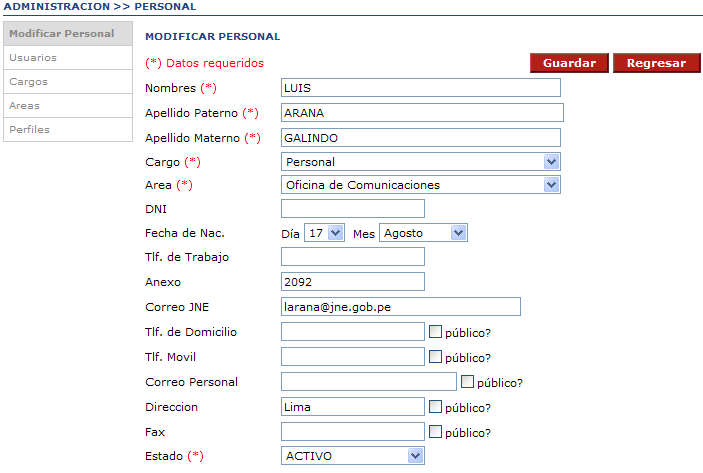 ADMINISTRACION >> PERSONAL
Modificar Personal
Usuarios
Cargos
Areas
Perfiles
MODIFICAR PERSONAL
(*) Datos requeridos
Guardar Regresar
Nombres (*) LUIS
Apellido Paterno (*) ARANA
Apellido Materno (*) GALINDO
Cargo (*) Personal
Area (*) Oficina de Comunicaciones
DNI
Fecha de Nac. Día 17 Mes Agosto
Tlf. de Trabajo
Anexo 2092
Correo JNE larana@jne.gob.pe
Tlf. de Domicilio público?
Tlf. Movil público?
Correo Personal público?
Direccion Lima público?
Fax público?
Estado (*) ACTIVO